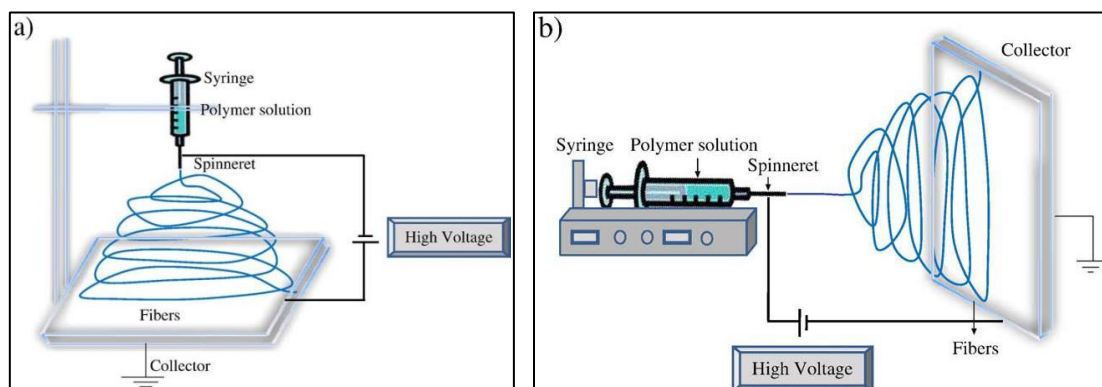 a)
Syringe
Polymer solution
Spinneret
High Voltage
Fibers
Collector
b)
Collector
Syringe
Polymer solution
Spinneret
Fibers
High Voltage